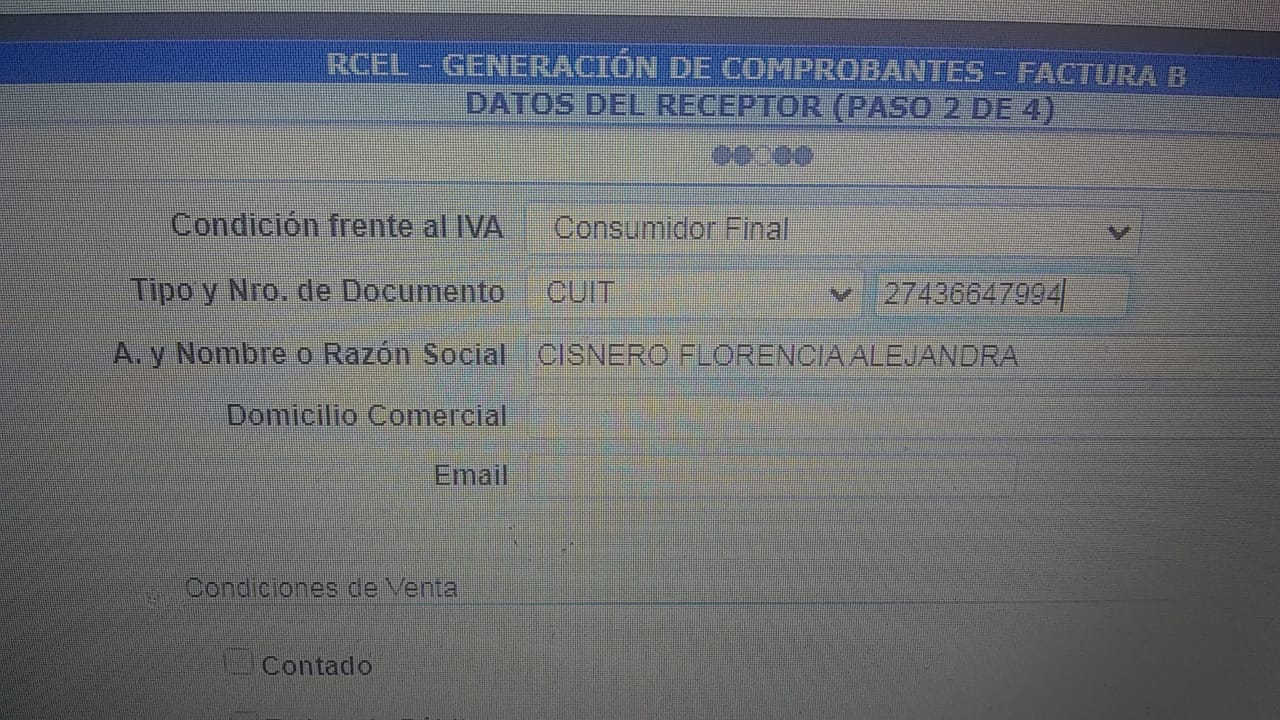 RCEL - GENERACIÓN DE COMPROBANTES - FACTURA B
DATOS DEL RECEPTOR (PASO 2 DE 4)
Condición frente al IVA Consumidor Final
Tipo y Nro. de Documento CUIT 27436647994
A. y Nombre o Razón Social CISNERO FLORENCIA ALEJANDRA
Domicilio Comercial
Email
Condiciones de Venta
Contado